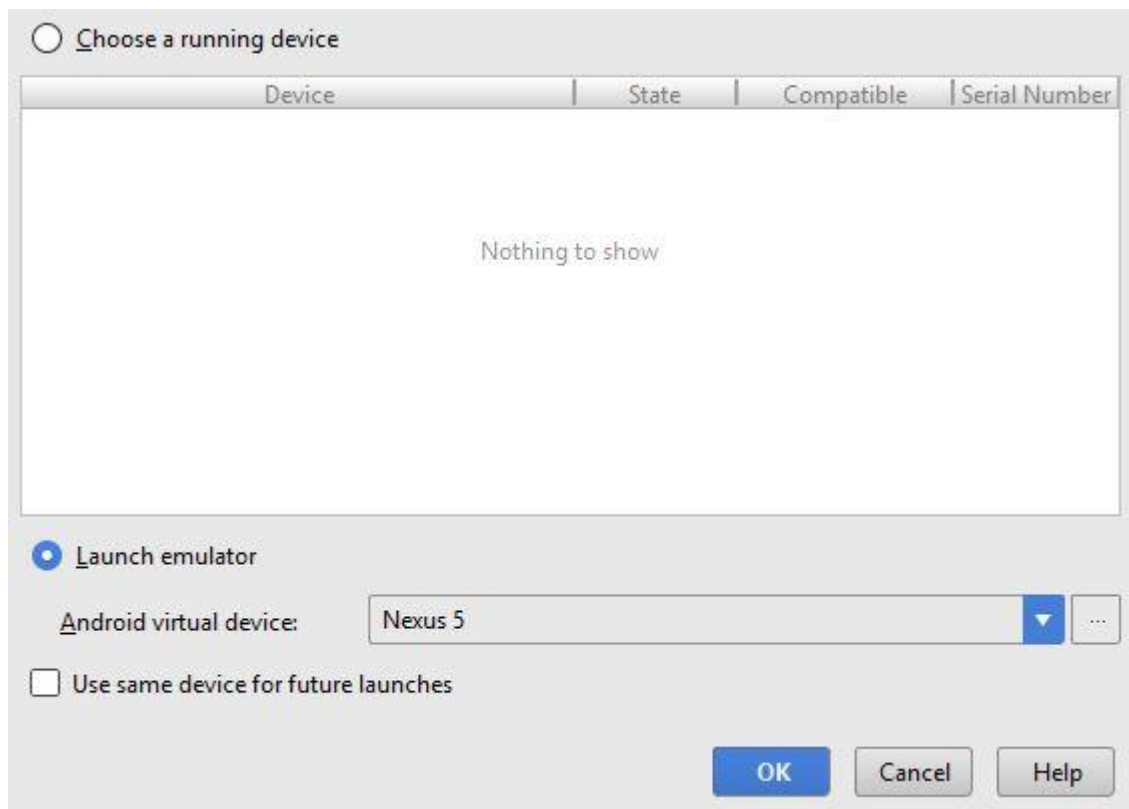 Choose a running device
Device State Compatible Serial Number
Nothing to show
Launch emulator
Android virtual device: Nexus 5 ...
Use same device for future launches
OK Cancel Help